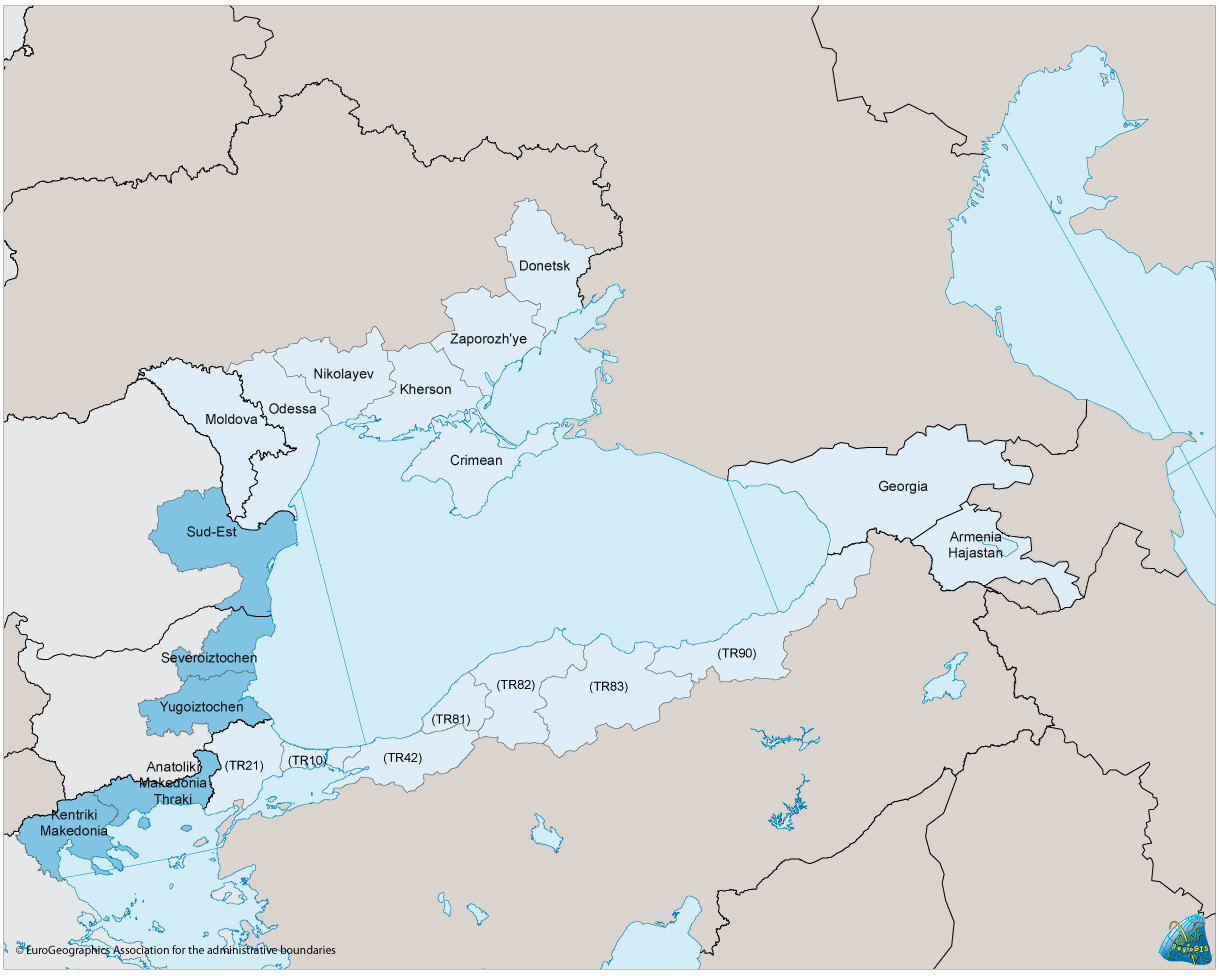 Donetsk
Zaporozh'ye
Nikolayev
Kherson
Odessa
Moldova
Crimean
Georgia
Sud-Est
Armenia
Hajastan
Severoiztochen
(TR90)
(TR82)
(TR83)
Yugoiztochen
(TR81)
(TR21)
(TR10)
(TR42)
Anatoliki
Makedonia
Thraki
Kentriki
Makedonia
© EuroGeographics Association for the administrative boundaries
RegioGIS